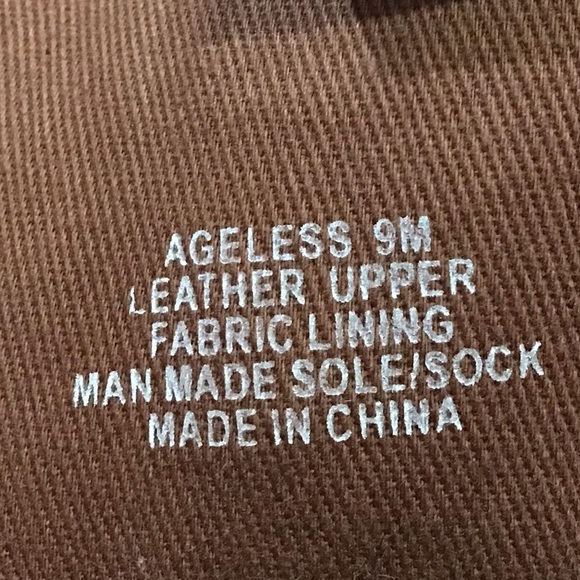 AGELESS 9M
LEATHER UPPER
FABRIC LINING
MAN MADE SOLE/SOCK
MADE IN CHINA